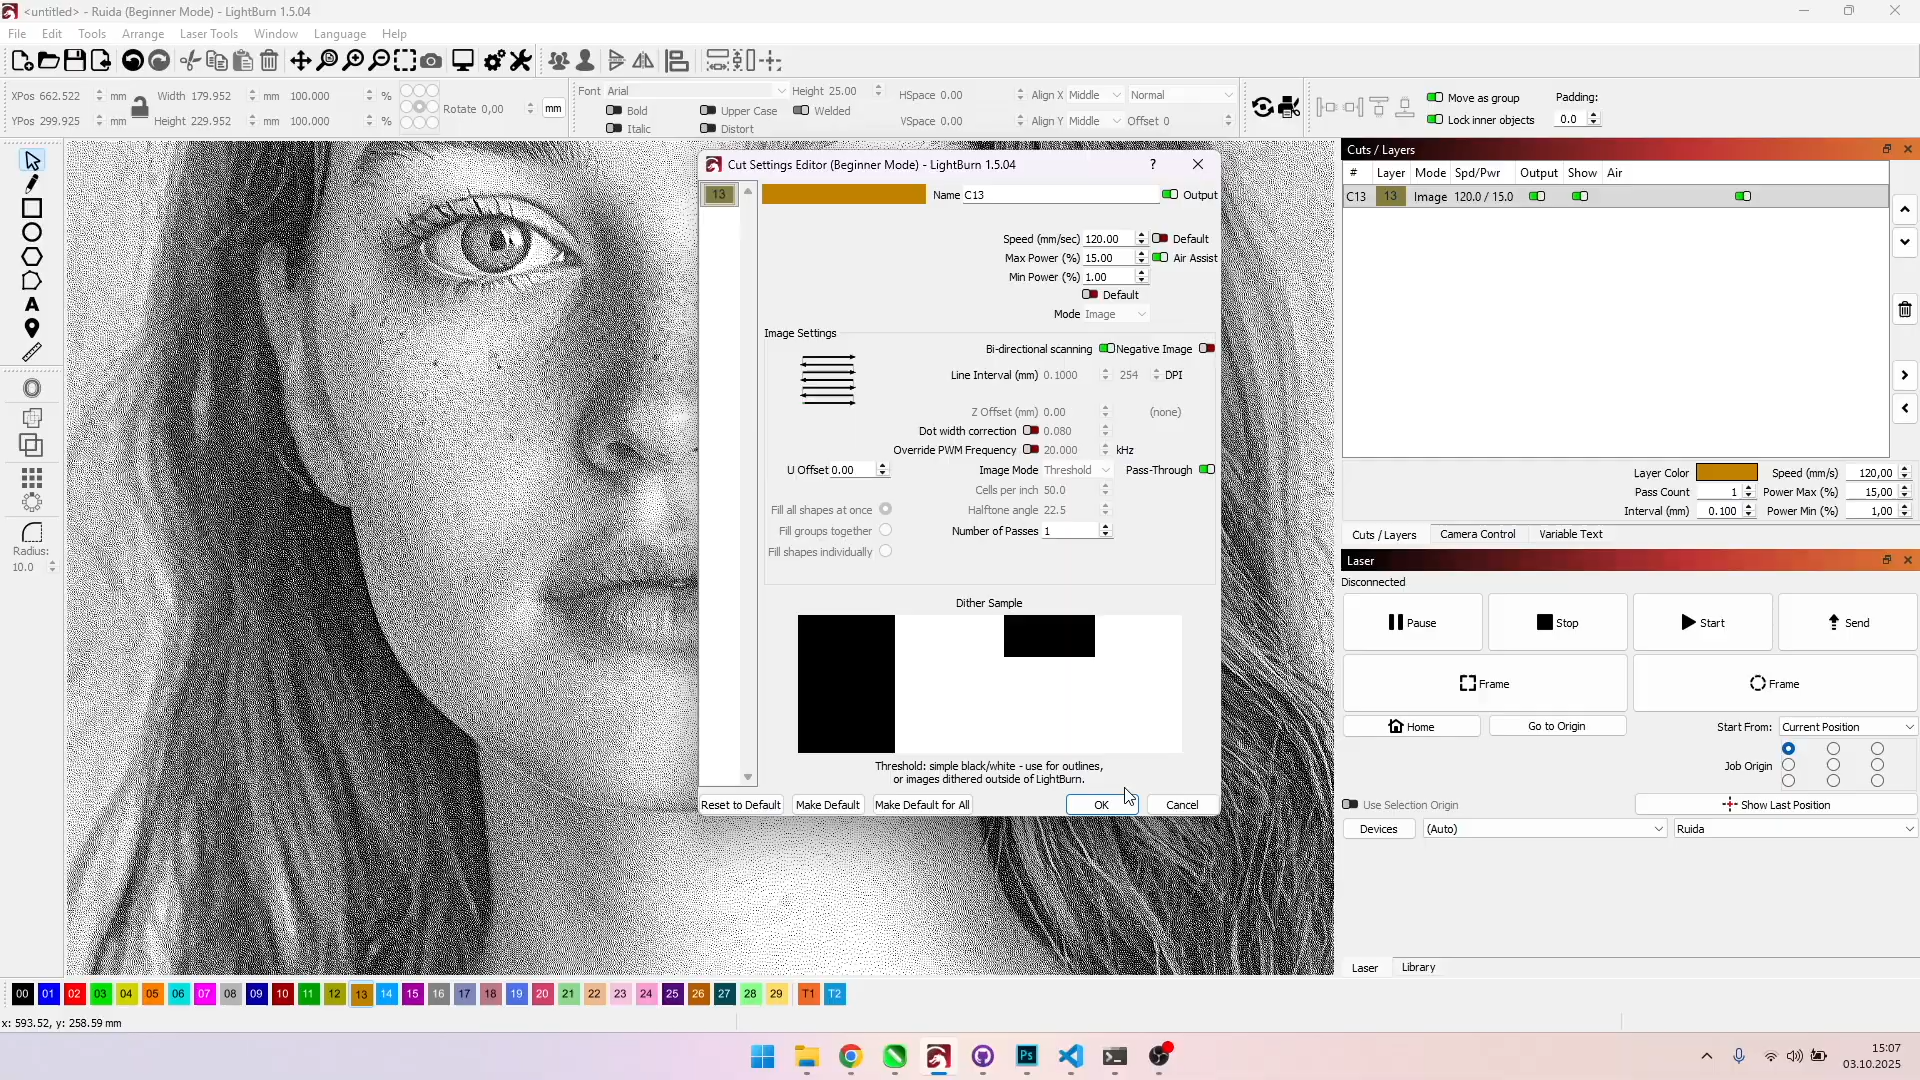 <untitled> - Ruida (Beginner Mode) - LightBurn 1.5.04
File Edit Tools Arrange Laser Tools Window Language Help
XPos 662.522 mm Width 179.952 mm 100.000 %
YPos 299.925 mm Height 229.952 mm 100.000 %
Rotate 0,00 mm
Font Arial Height 25.00 HSpace 0.00 Align X Middle Normal
Bold Upper Case Welded
Italic Distort VSpace 0.00 Align Y Middle Offset 0
Move as group Padding:
Lock inner objects 0.0
Radius:
10.0
Cut Settings Editor (Beginner Mode) - LightBurn 1.5.04 ?
13 Name C13 Output
Speed (mm/sec) 120.00 Default
Max Power (%) 15.00 Air Assist
Min Power (%) 1.00
Default
Mode Image
Image Settings
Bi-directional scanning Negative Image
Line Interval (mm) 0.1000 254 DPI
Z Offset (mm) 0.00 (none)
Dot width correction 0.080
Override PWM Frequency 20.000 kHz
U Offset 0.00 Image Mode Threshold Pass-Through
Cells per inch 50.0
Fill all shapes at once Halftone angle 22.5
Fill groups together Number of Passes 1
Fill shapes individually
Dither Sample
Threshold: simple black/white - use for outlines,
or images dithered outside of LightBurn.
Reset to Default Make Default Make Default for All OK Cancel
Cuts / Layers
# Layer Mode Spd/Pwr Output Show Air
C13 13 Image 120.0 / 15.0
Layer Color Speed (mm/s) 120,00
Pass Count 1 Power Max (%) 15,00
Interval (mm) 0.100 Power Min (%) 1,00
Cuts / Layers Camera Control Variable Text
Laser
Disconnected
Pause Stop Start Send
Frame Frame
Home Go to Origin Start From: Current Position
Job Origin
Use Selection Origin Show Last Position
Devices (Auto) Ruida
Laser Library
00 01 02 03 04 05 06 07 08 09 10 11 12 13 14 15 16 17 18 19 20 21 22 23 24 25 26 27 28 29 T1 T2
x: 593.52, y: 258.59 mm
Ps
15:07
03.10.2025